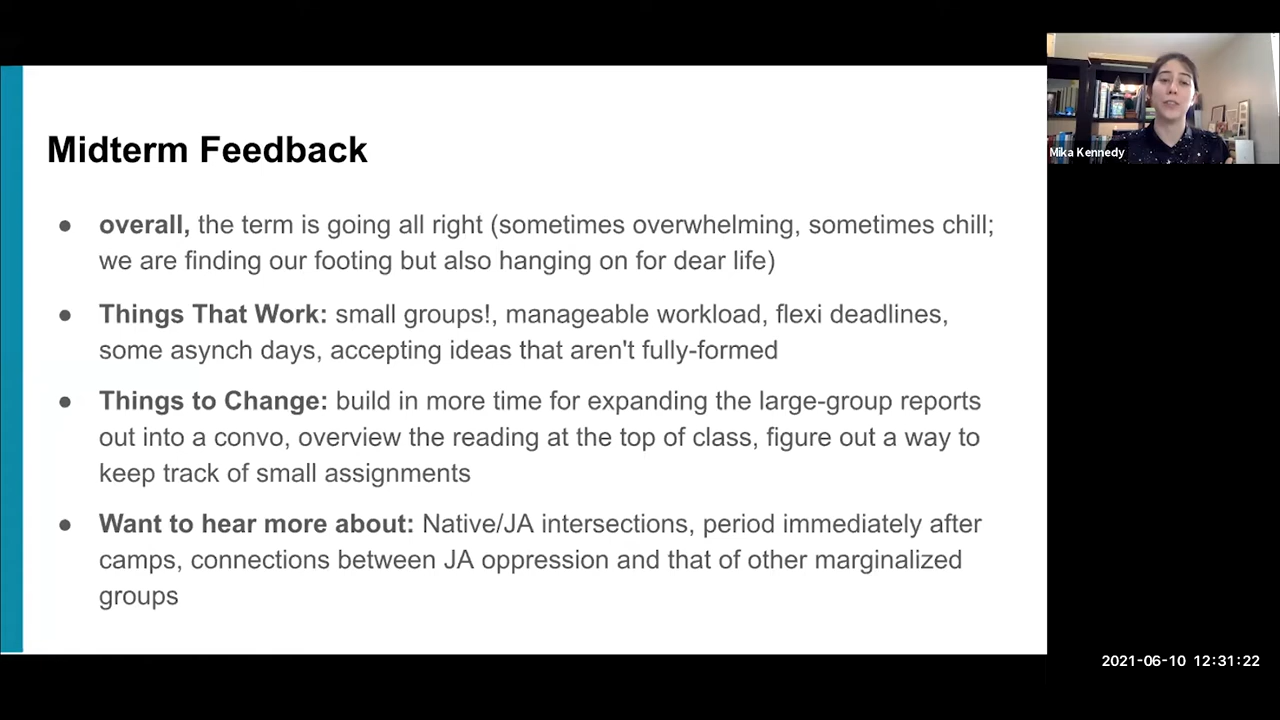 Midterm Feedback
● overall, the term is going all right (sometimes overwhelming, sometimes chill;
we are finding our footing but also hanging on for dear life)
● Things That Work: small groups!, manageable workload, flexi deadlines,
some asynch days, accepting ideas that aren't fully-formed
● Things to Change: build in more time for expanding the large-group reports
out into a convo, overview the reading at the top of class, figure out a way to
keep track of small assignments
● Want to hear more about: Native/JA intersections, period immediately after
camps, connections between JA oppression and that of other marginalized
groups
Mika Kennedy
2021-06-10 12:31:22